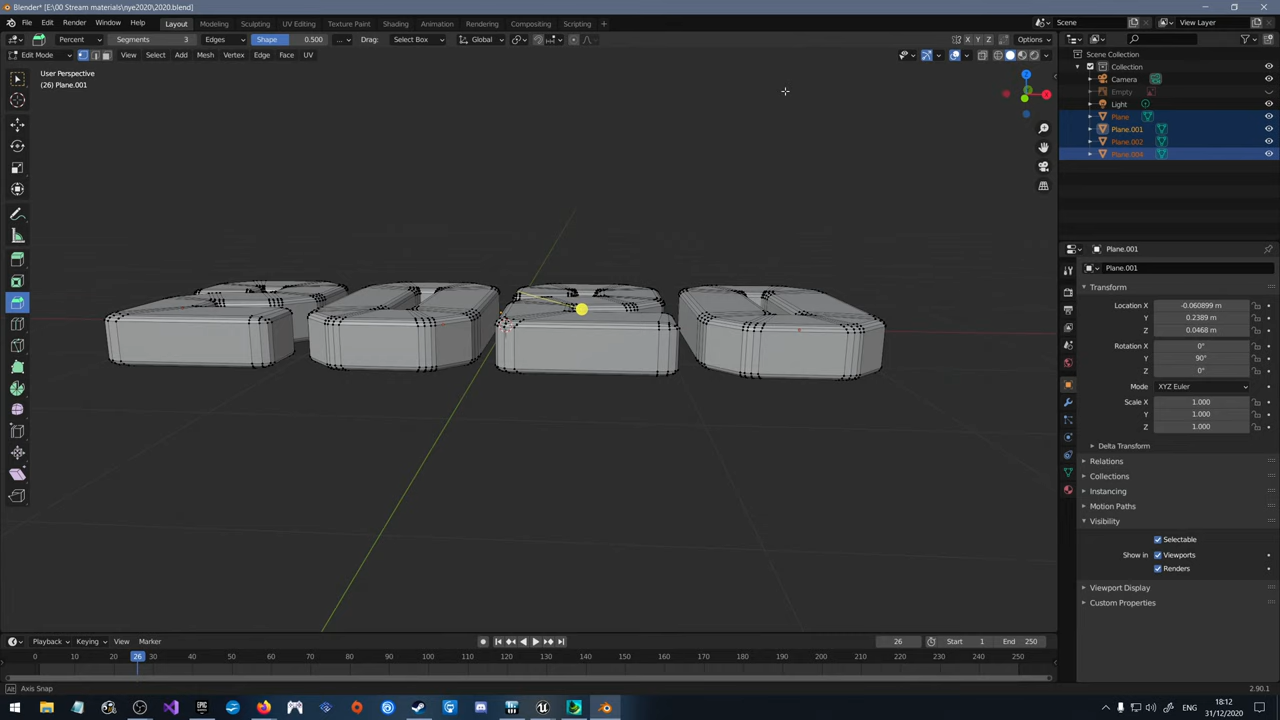 Blender* [E:\00 Stream materials\nye2020\2020.blend]
File Edit Render Window Help Layout Modeling Sculpting UV Editing Texture Paint Shading Animation Rendering Compositing Scripting Scene View Layer
Percent Segments 3 Edges Shape 0.500 ... Drag: Select Box Global X Y Z Options
Edit Mode View Select Add Mesh Vertex Edge Face UV
User Perspective
(26) Plane.001
Z
X
Scene Collection
Collection
Camera
Empty
Light
Plane
Plane.001
Plane.002
Plane.004
Plane.001
Plane.001
Transform
Location X -0.060899 m
Y 0.2389 m
Z 0.0468 m
Rotation X 0°
Y 90°
Z 0°
Mode XYZ Euler
Scale X 1.000
Y 1.000
Z 1.000
Delta Transform
Relations
Collections
Instancing
Motion Paths
Visibility
Selectable
Show in Viewports
Renders
Viewport Display
Custom Properties
Playback Keying View Marker 26 Start 1 End 250
0 10 20 26 30 40 50 60 70 80 90 100 110 120 130 140 150 160 170 180 190 200 210 220 230 240 250
Axis Snap 2.90.1
ENG 18:12
31/12/2020